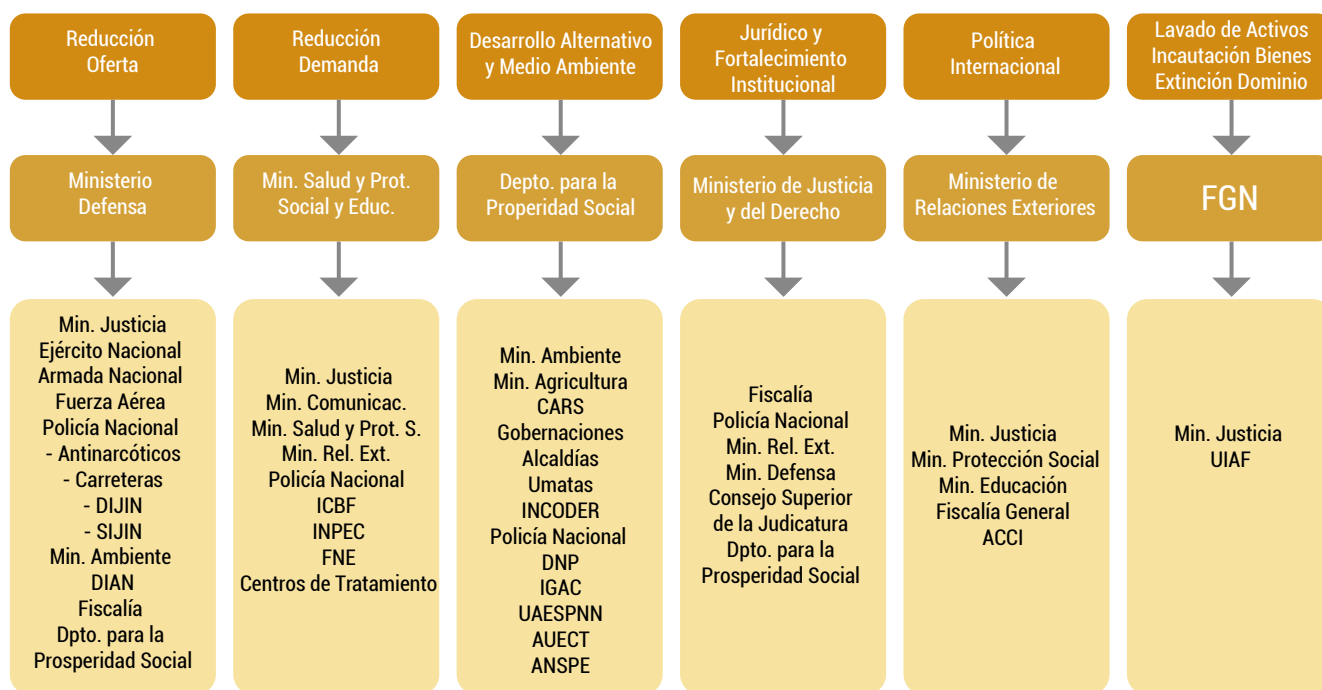 Reducción
Oferta
Ministerio
Defensa
Min. Justicia
Ejército Nacional
Armada Nacional
Fuerza Aérea
Policía Nacional
- Antinarcóticos
- Carreteras
- DIJIN
- SIJIN
Min. Ambiente
DIAN
Fiscalía
Dpto. para la
Prosperidad Social
Reducción
Demanda
Min. Salud y Prot.
Social y Educ.
Min. Justicia
Min. Comunicac.
Min. Salud y Prot. S.
Min. Rel. Ext.
Policía Nacional
ICBF
INPEC
FNE
Centros de Tratamiento
Desarrollo Alternativo
y Medio Ambiente
Depto. para la
Properidad Social
Min. Ambiente
Min. Agricultura
CARS
Gobernaciones
Alcaldías
Umatas
INCODER
Policía Nacional
DNP
IGAC
UAESPNN
AUECT
ANSPE
Jurídico y
Fortalecimiento
Institucional
Ministerio de Justicia
y del Derecho
Fiscalía
Policía Nacional
Min. Rel. Ext.
Min. Defensa
Consejo Superior
de la Judicatura
Dpto. para la
Prosperidad Social
Política
Internacional
Ministerio de
Relaciones Exteriores
Min. Justicia
Min. Protección Social
Min. Educación
Fiscalía General
ACCI
Lavado de Activos
Incautación Bienes
Extinción Dominio
FGN
Min. Justicia
UIAF